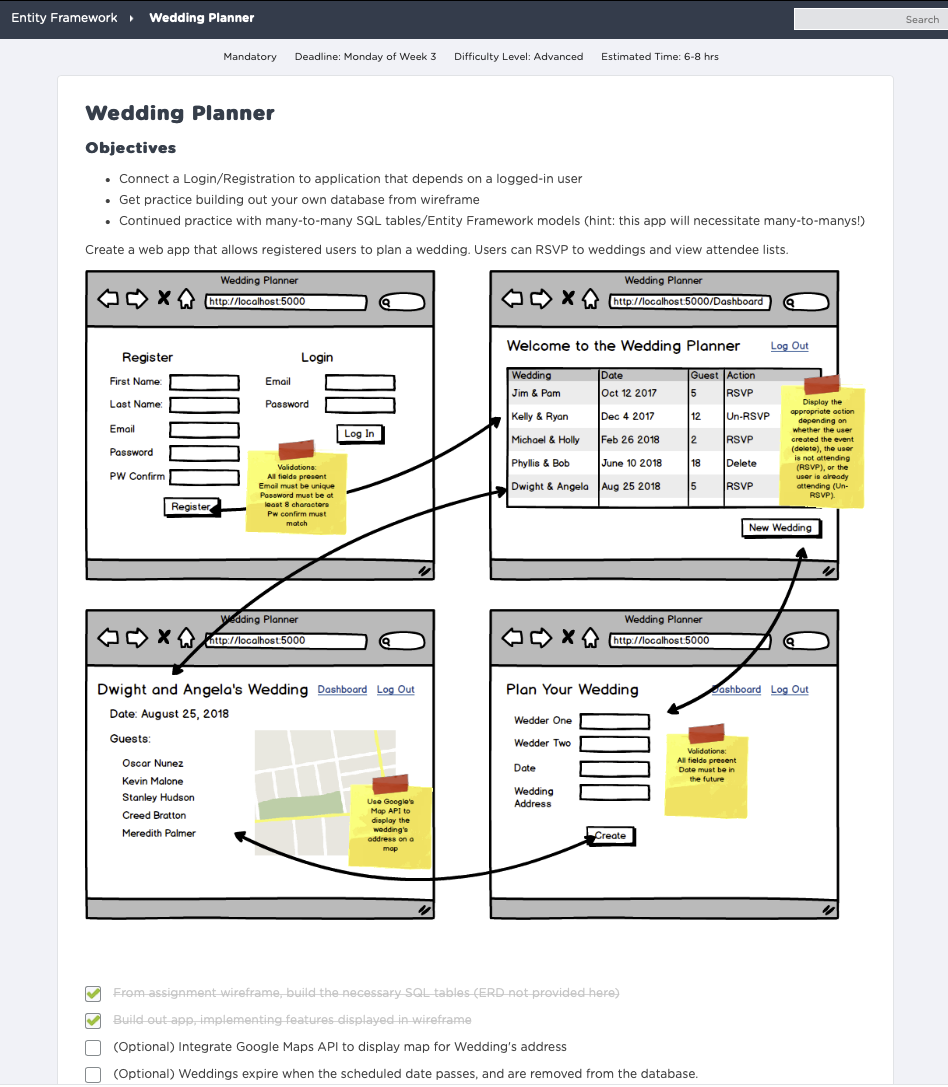 Entity Framework ▸ Wedding Planner
Search
Mandatory Deadline: Monday of Week 3 Difficulty Level: Advanced Estimated Time: 6-8 hrs
Wedding Planner
Objectives
• Connect a Login/Registration to application that depends on a logged-in user
• Get practice building out your own database from wireframe
• Continued practice with many-to-many SQL tables/Entity Framework models (hint: this app will necessitate many-to-manys!)
Create a web app that allows registered users to plan a wedding. Users can RSVP to weddings and view attendee lists.
Wedding Planner
http://localhost:5000
Register
Login
First Name:
Last Name:
Email
Password
PW Confirm
Register
Email
Password
Log In
Validations:
All fields present
Email must be unique
Password must be at
least 8 characters
Pw confirm must
match
Wedding Planner
http://localhost:5000/Dashboard
Welcome to the Wedding Planner
Log Out
Wedding Date Guest Action
Jim & Pam Oct 12 2017 5 RSVP
Kelly & Ryan Dec 4 2017 12 Un-RSVP
Michael & Holly Feb 26 2018 2 RSVP
Phyllis & Bob June 10 2018 18 Delete
Dwight & Angela Aug 25 2018 5 RSVP
Display the
appropriate action
depending on
whether the user
created the event
(delete), the user
is not attending
(RSVP), or the
user is already
attending (Un-
RSVP).
New Wedding
Wedding Planner
http://localhost:5000
Dwight and Angela's Wedding
Dashboard
Log Out
Date: August 25, 2018
Guests:
Oscar Nunez
Kevin Malone
Stanley Hudson
Creed Bratton
Meredith Palmer
Use Google's
Map API to
display the
wedding's
address on a
map
Wedding Planner
http://localhost:5000
Plan Your Wedding
Dashboard
Log Out
Wedder One
Wedder Two
Date
Wedding
Address
Create
Validations:
All fields present
Date must be in
the future
From assignment wireframe, build the necessary SQL tables (ERD not provided here)
Build out app, implementing features displayed in wireframe
(Optional) Integrate Google Maps API to display map for Wedding's address
(Optional) Weddings expire when the scheduled date passes, and are removed from the database.